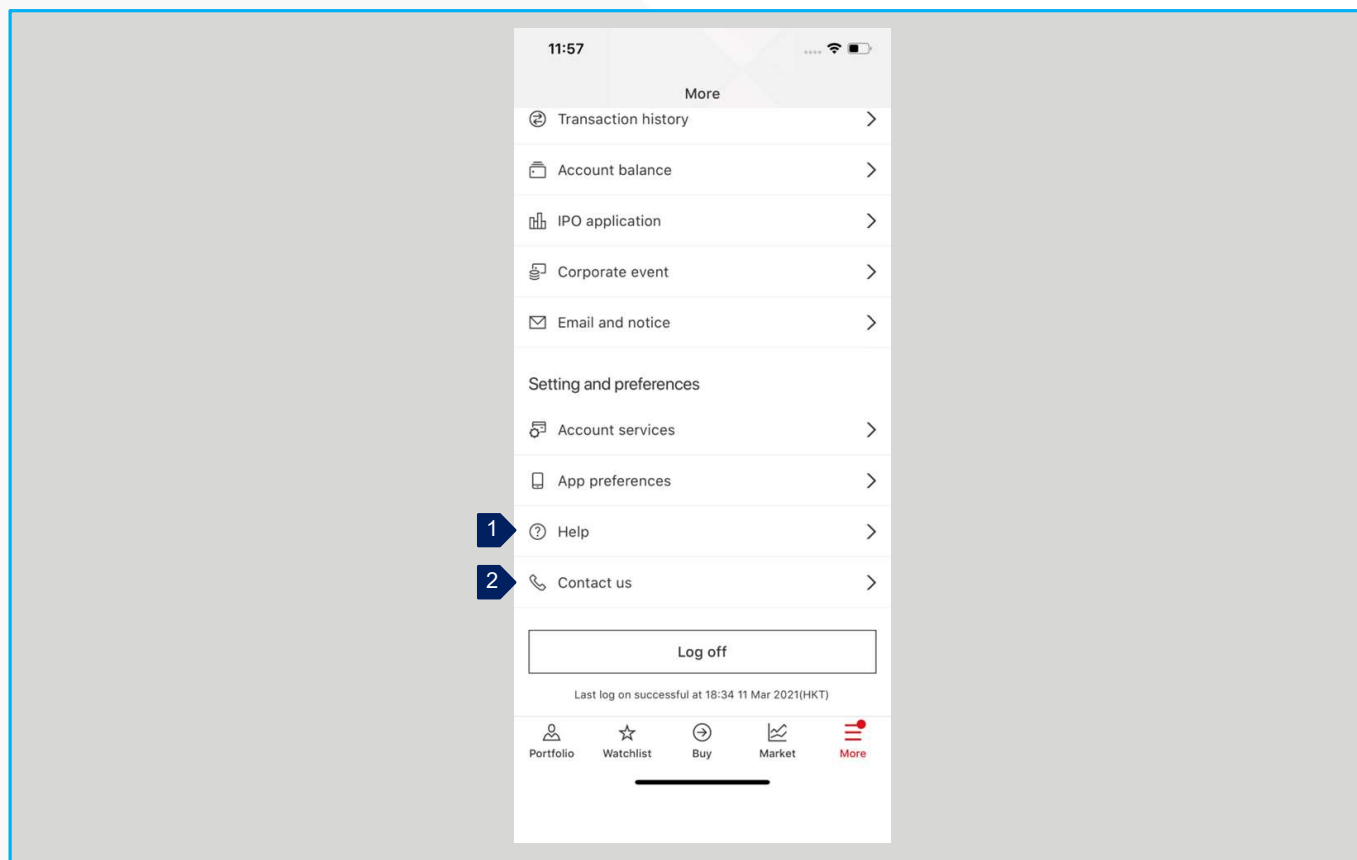 11:57
More
Transaction history
Account balance
IPO application
Corporate event
Email and notice
Setting and preferences
Account services
App preferences
1 Help
2 Contact us
Log off
Last log on successful at 18:34 11 Mar 2021(HKT)
Portfolio Watchlist Buy Market More